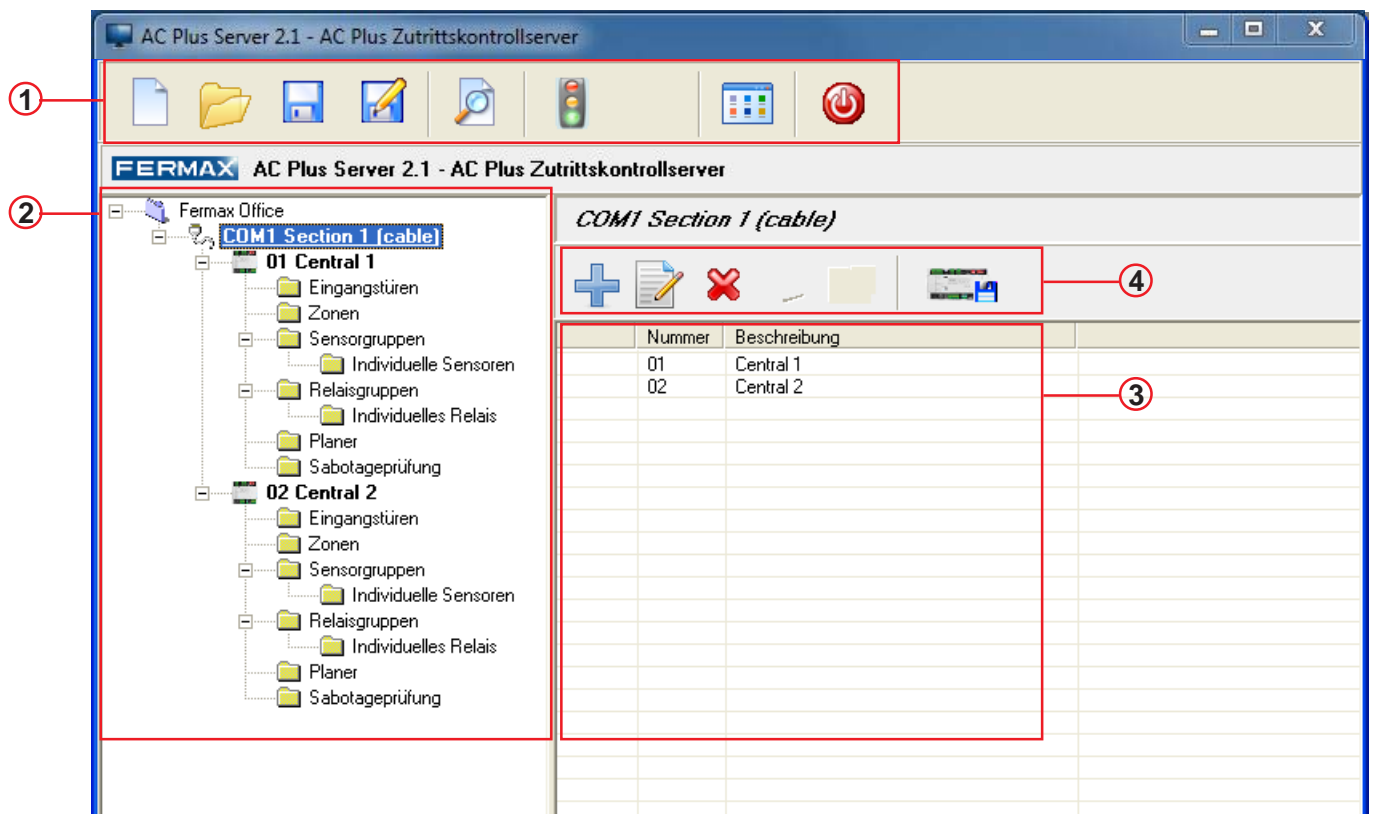 AC Plus Server 2.1 - AC Plus Zutrittskontrollserver
1
FERMAX AC Plus Server 2.1 - AC Plus Zutrittskontrollserver
2
Fermax Office
COM1 Section 1 (cable)
01 Central 1
Eingangstüren
Zonen
Sensorgruppen
Individuelle Sensoren
Relaisgruppen
Individuelles Relais
Planer
Sabotageprüfung
02 Central 2
Eingangstüren
Zonen
Sensorgruppen
Individuelle Sensoren
Relaisgruppen
Individuelles Relais
Planer
Sabotageprüfung
COM1 Section 1 (cable)
4
Nummer Beschreibung
01 Central 1
02 Central 2
3